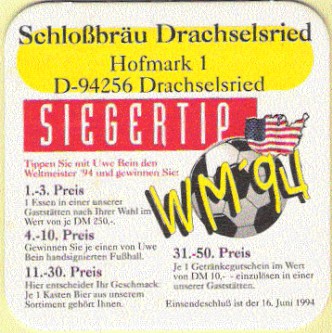 Schloßbräu Drachselsried
Hofmark 1
D-94256 Drachselsried
SIEGERTIP
Tippen Sie mit Uwe Bein den
Weltmeister '94 und gewinnen Sie:
WM'94
1.-3. Preis
1 Essen in einer unserer
Gaststätten nach Ihrer Wahl im
Wert von je DM 250,-.
4.-10. Preis
Gewinnen Sie je einen von Uwe
Bein handsignierten Fußball.
11.-30. Preis
Hier entscheidet Ihr Geschmack:
Je 1 Kasten Bier aus unserem
Sortiment gehört Ihnen.
31.-50. Preis
Je 1 Getränkegutschein im Wert
von DM 10,- - einzulösen in einer
unserer Gaststätten.
Einsendeschluß ist der 16. Juni 1994